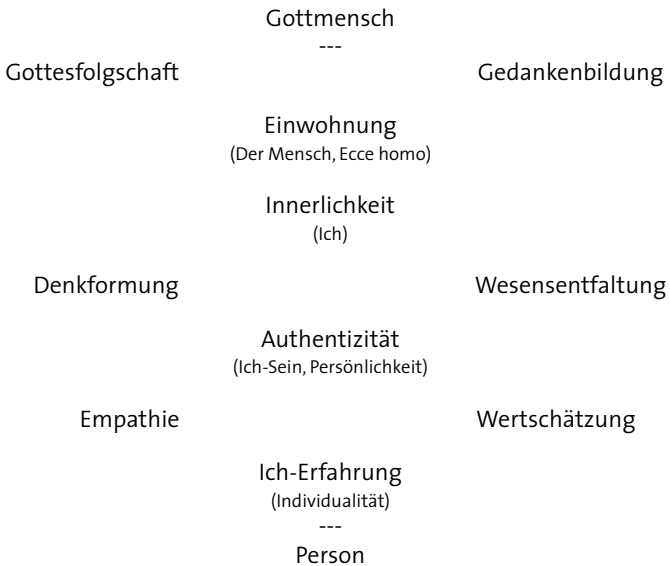 Gottmensch
---
Gottesfolgschaft Gedankenbildung
Einwohnung
(Der Mensch, Ecce homo)
Innerlichkeit
(Ich)
Denkformung Wesensentfaltung
Authentizität
(Ich-Sein, Persönlichkeit)
Empathie Wertschätzung
Ich-Erfahrung
(Individualität)
---
Person